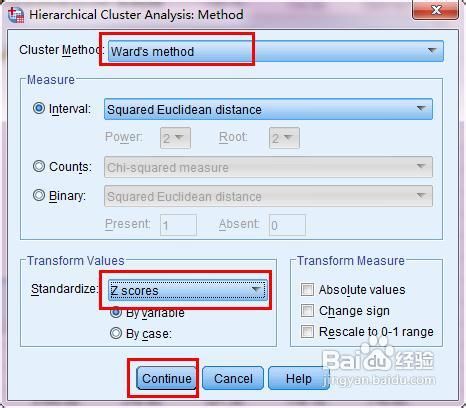 Hierarchical Cluster Analysis: Method
Cluster Method: Ward's method
Measure
Interval: Squared Euclidean distance
Power: 2 Root: 2
Counts: Chi-squared measure
Binary: Squared Euclidean distance
Present: 1 Absent: 0
Transform Values
Standardize: Z scores
By variable
By case:
Transform Measure
Absolute values
Change sign
Rescale to 0-1 range
Continue Cancel Help
Baidu 经验
jingyan.baidu.com